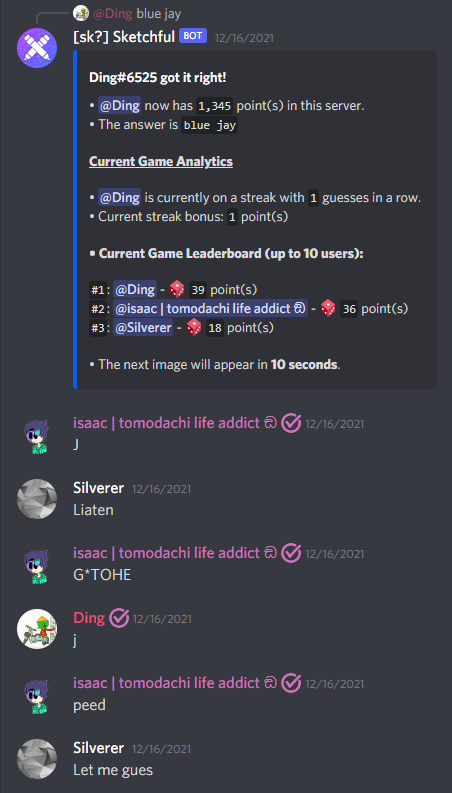 @Ding blue jay
[sk?] Sketchful BOT 12/16/2021
Ding#6525 got it right!
• @Ding now has 1,345 point(s) in this server.
• The answer is blue jay
Current Game Analytics
• @Ding is currently on a streak with 1 guesses in a row.
• Current streak bonus: 1 point(s)
• Current Game Leaderboard (up to 10 users):
#1: @Ding - 🎲 39 point(s)
#2: @isaac | tomodachi life addict ඞ - 🎲 36 point(s)
#3: @Silverer - 🎲 18 point(s)
• The next image will appear in 10 seconds.
isaac | tomodachi life addict ඞ 12/16/2021
J
Silverer 12/16/2021
Liaten
isaac | tomodachi life addict ඞ 12/16/2021
G*TOHE
Ding 12/16/2021
j
isaac | tomodachi life addict ඞ 12/16/2021
peed
Silverer 12/16/2021
Let me gues